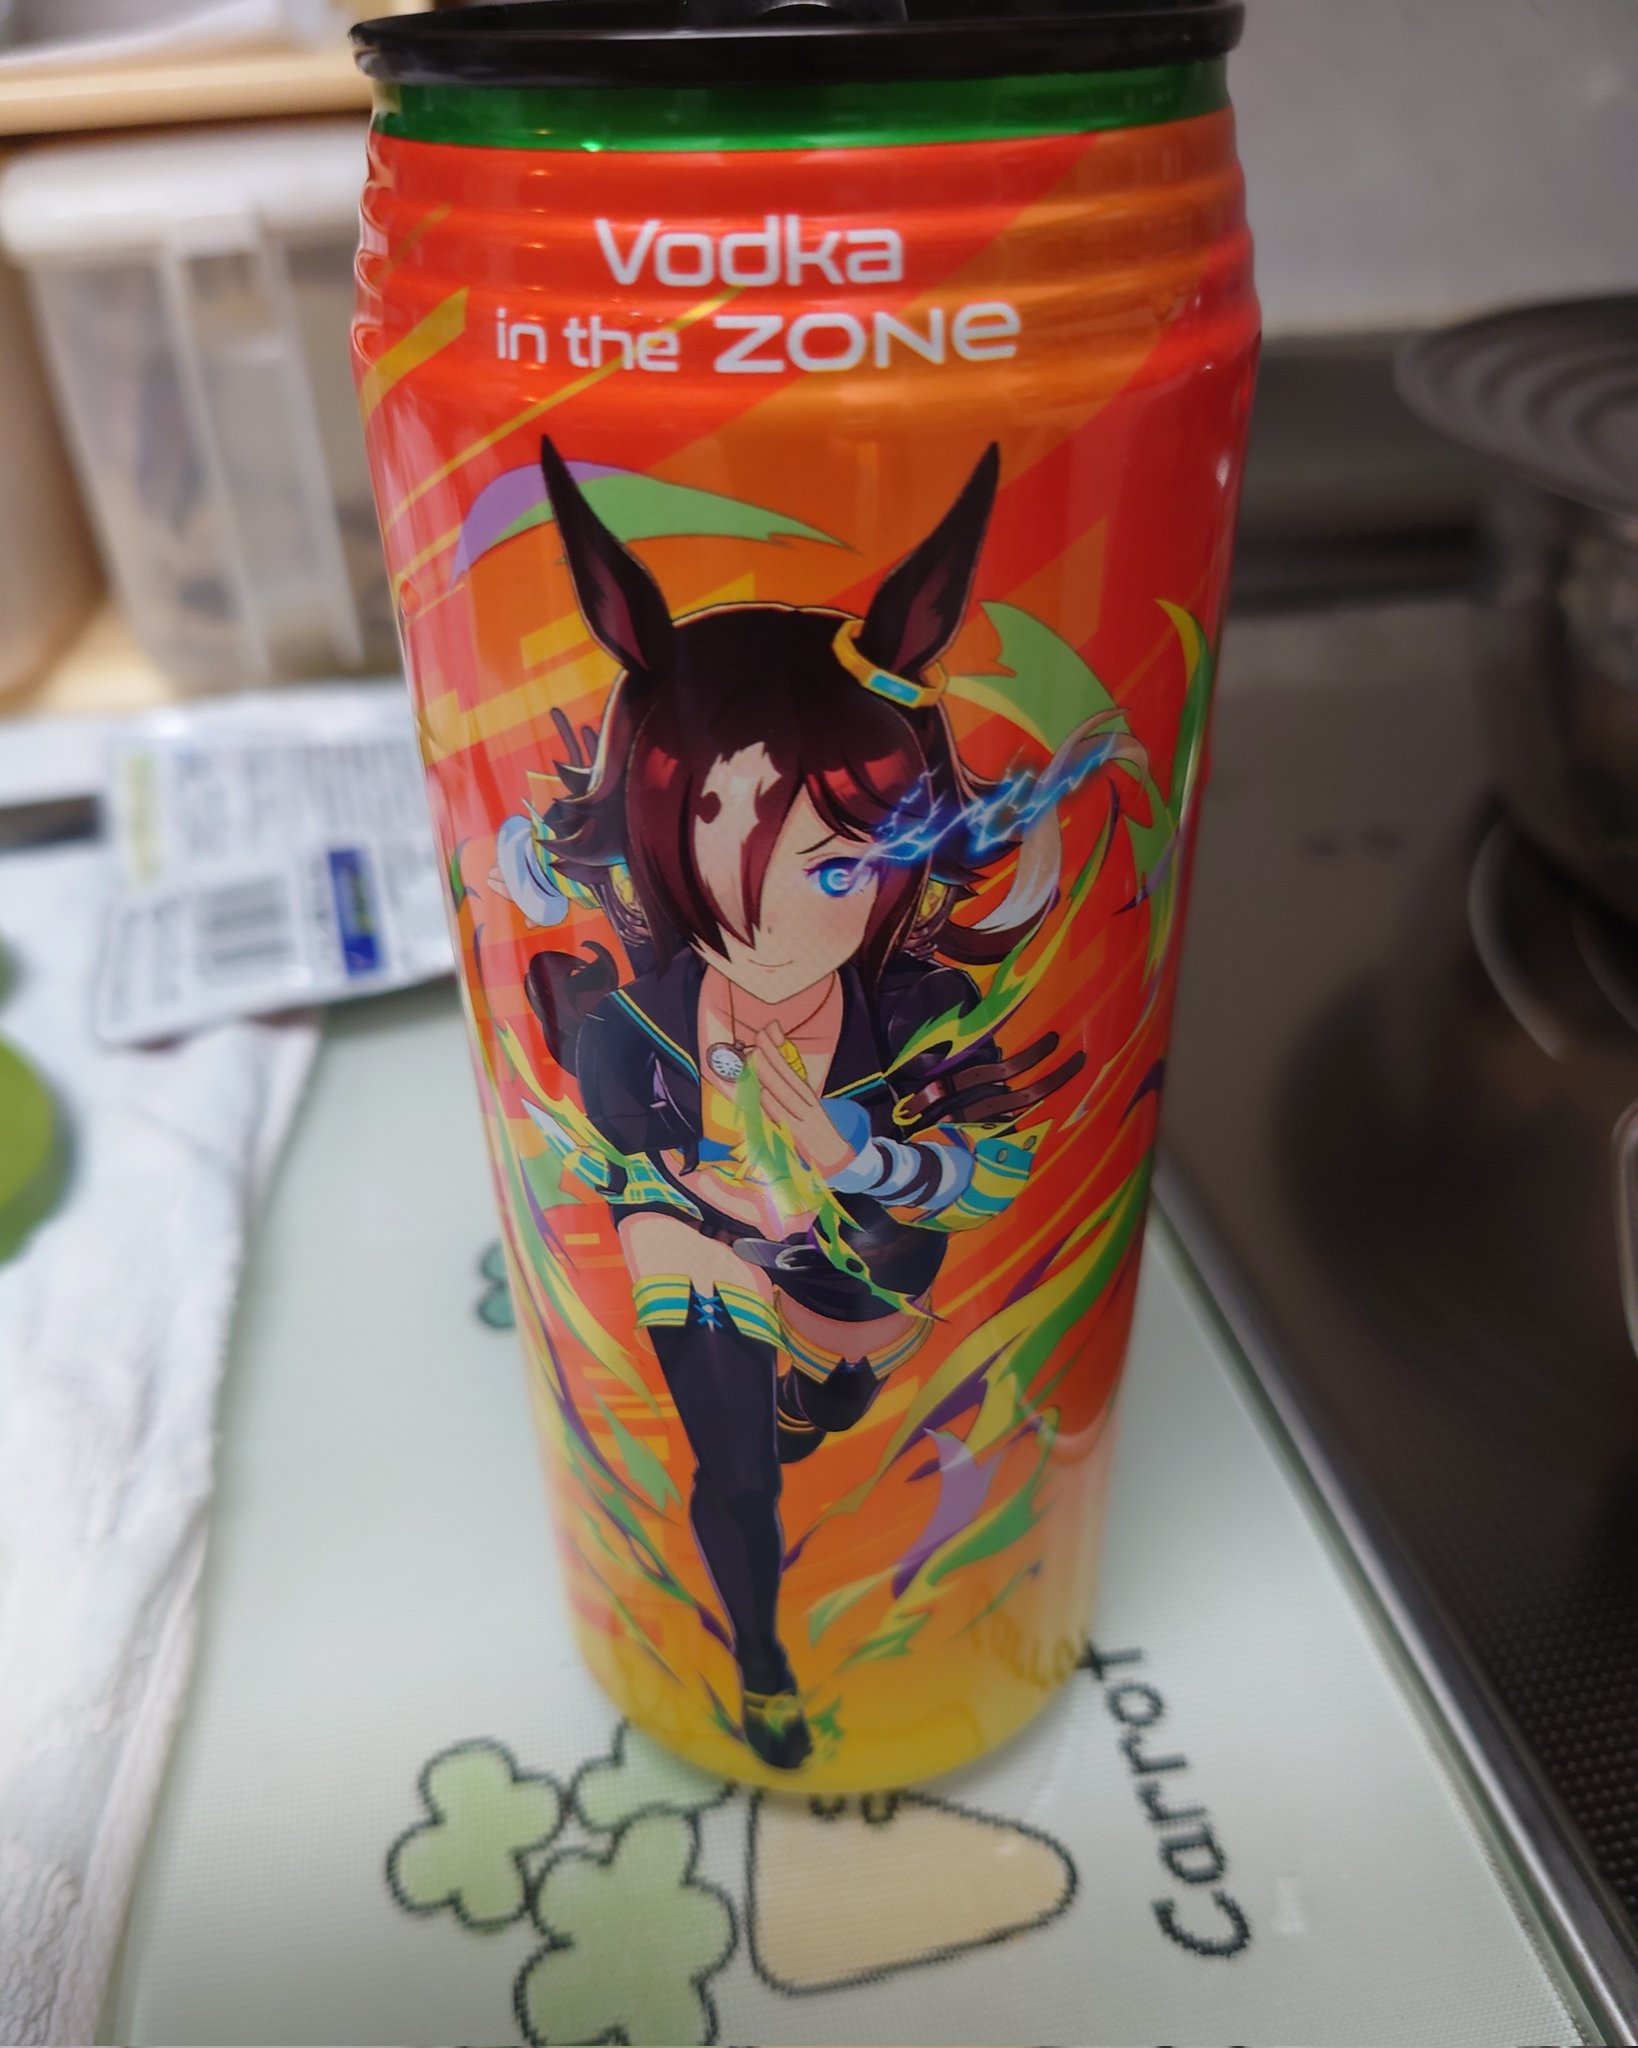 Vodka
in the ZONe
Carrot